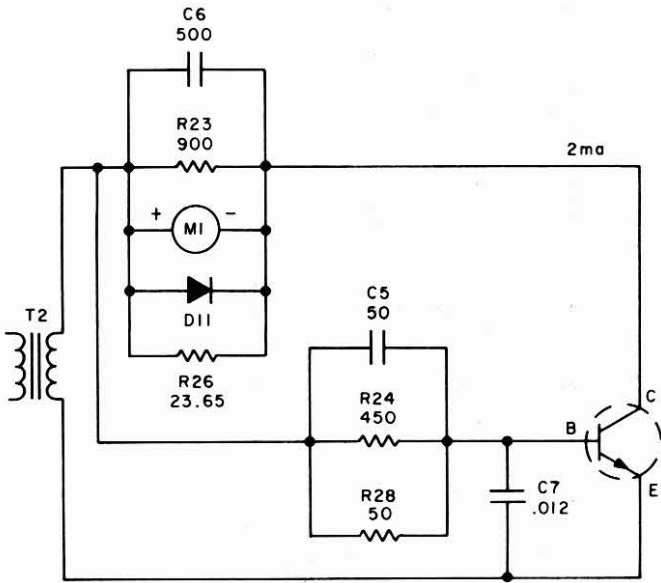 C6
500
R23
900
2ma
+ M1 -
D11
T2
R26
23.65
C5
50
R24
450
B
C
R28
50
C7
.012
E